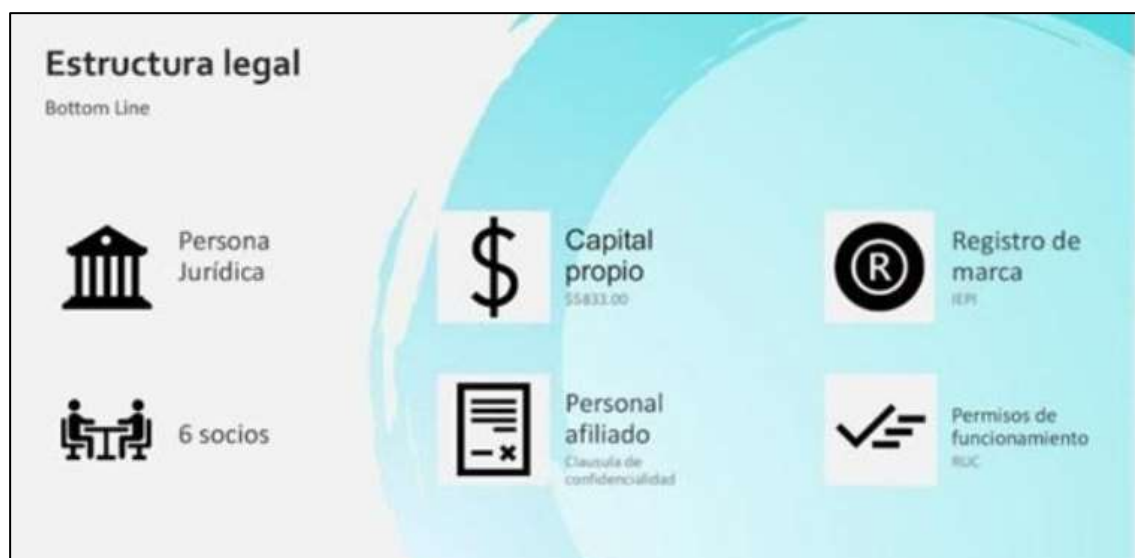 Estructura legal
Bottom Line
Persona
Jurídica
$
Capital
propio
$5833.00
®
Registro de
marca
IEPI
6 socios
Personal
afiliado
Clausula de
confidencialidad
Permisos de
funcionamiento
RUC